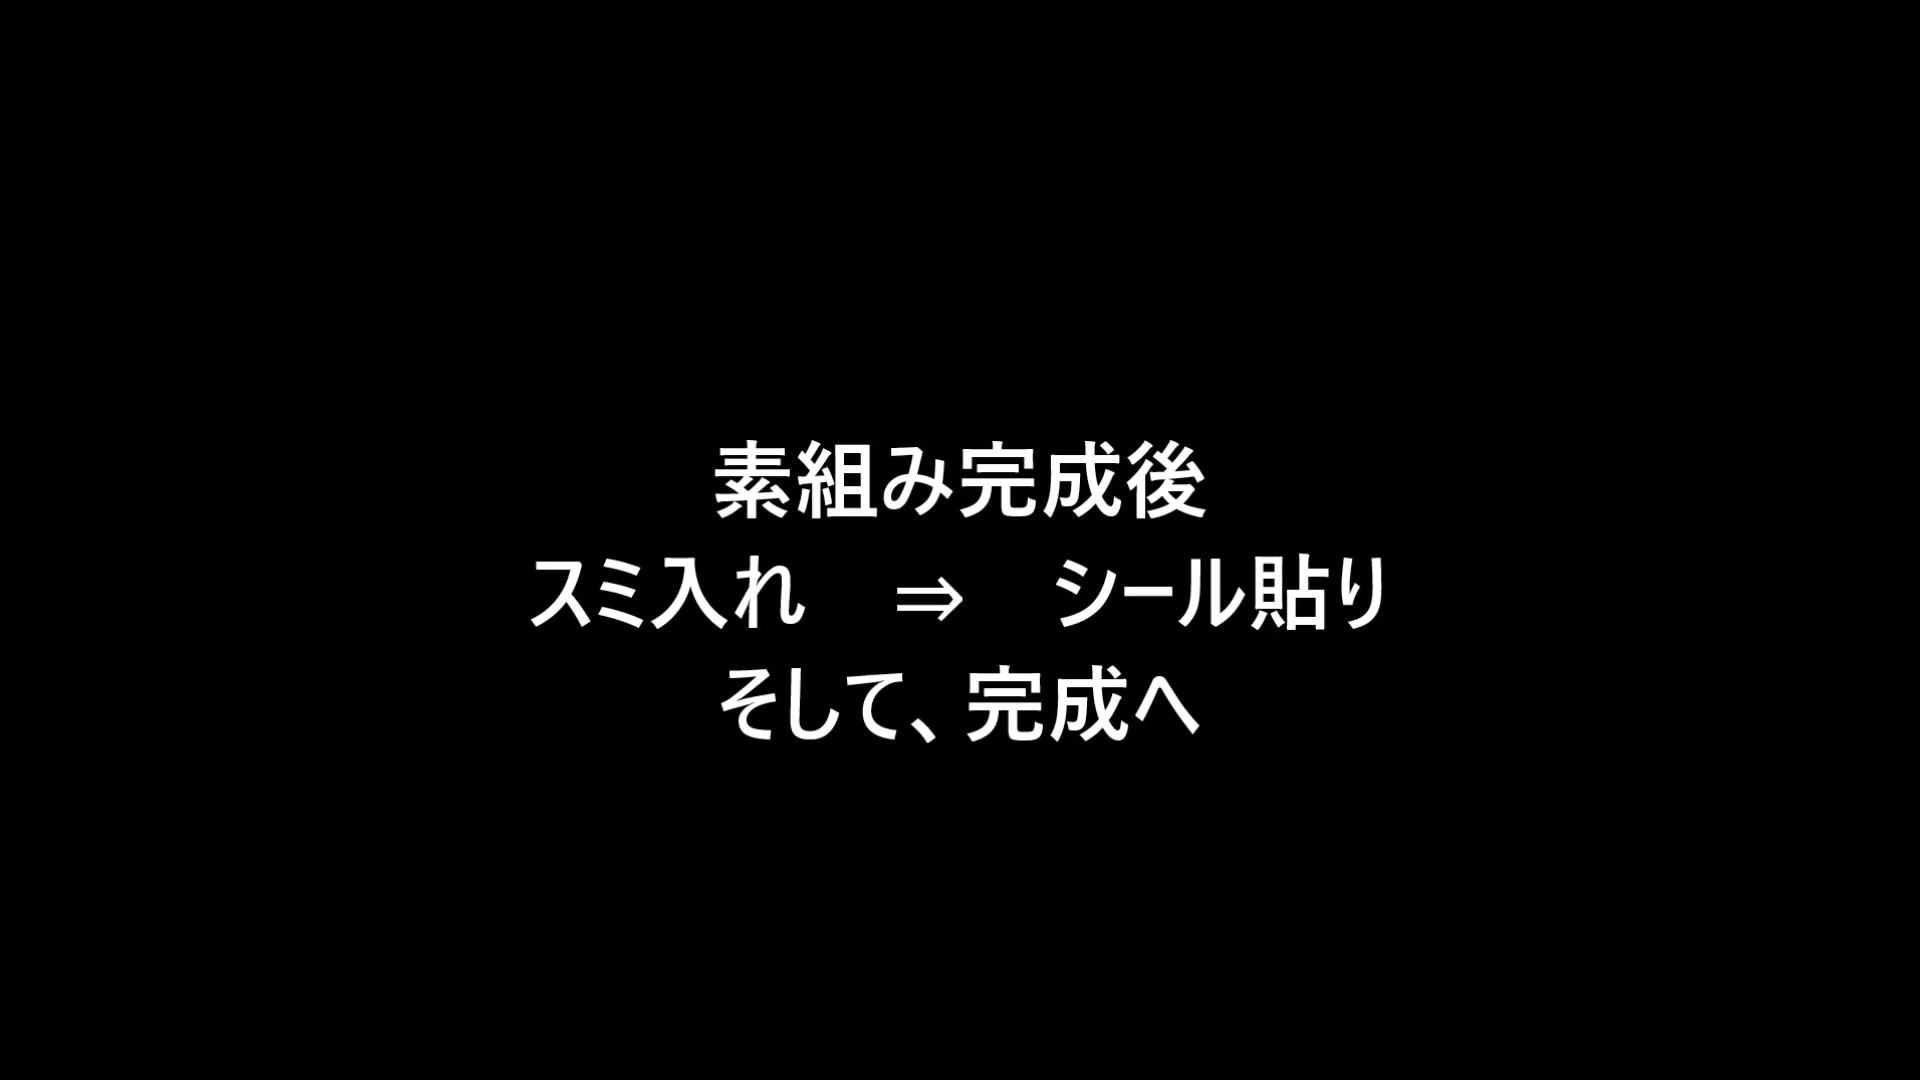 素組み完成後
スミ入れ　⇒　シール貼り
そして、完成へ